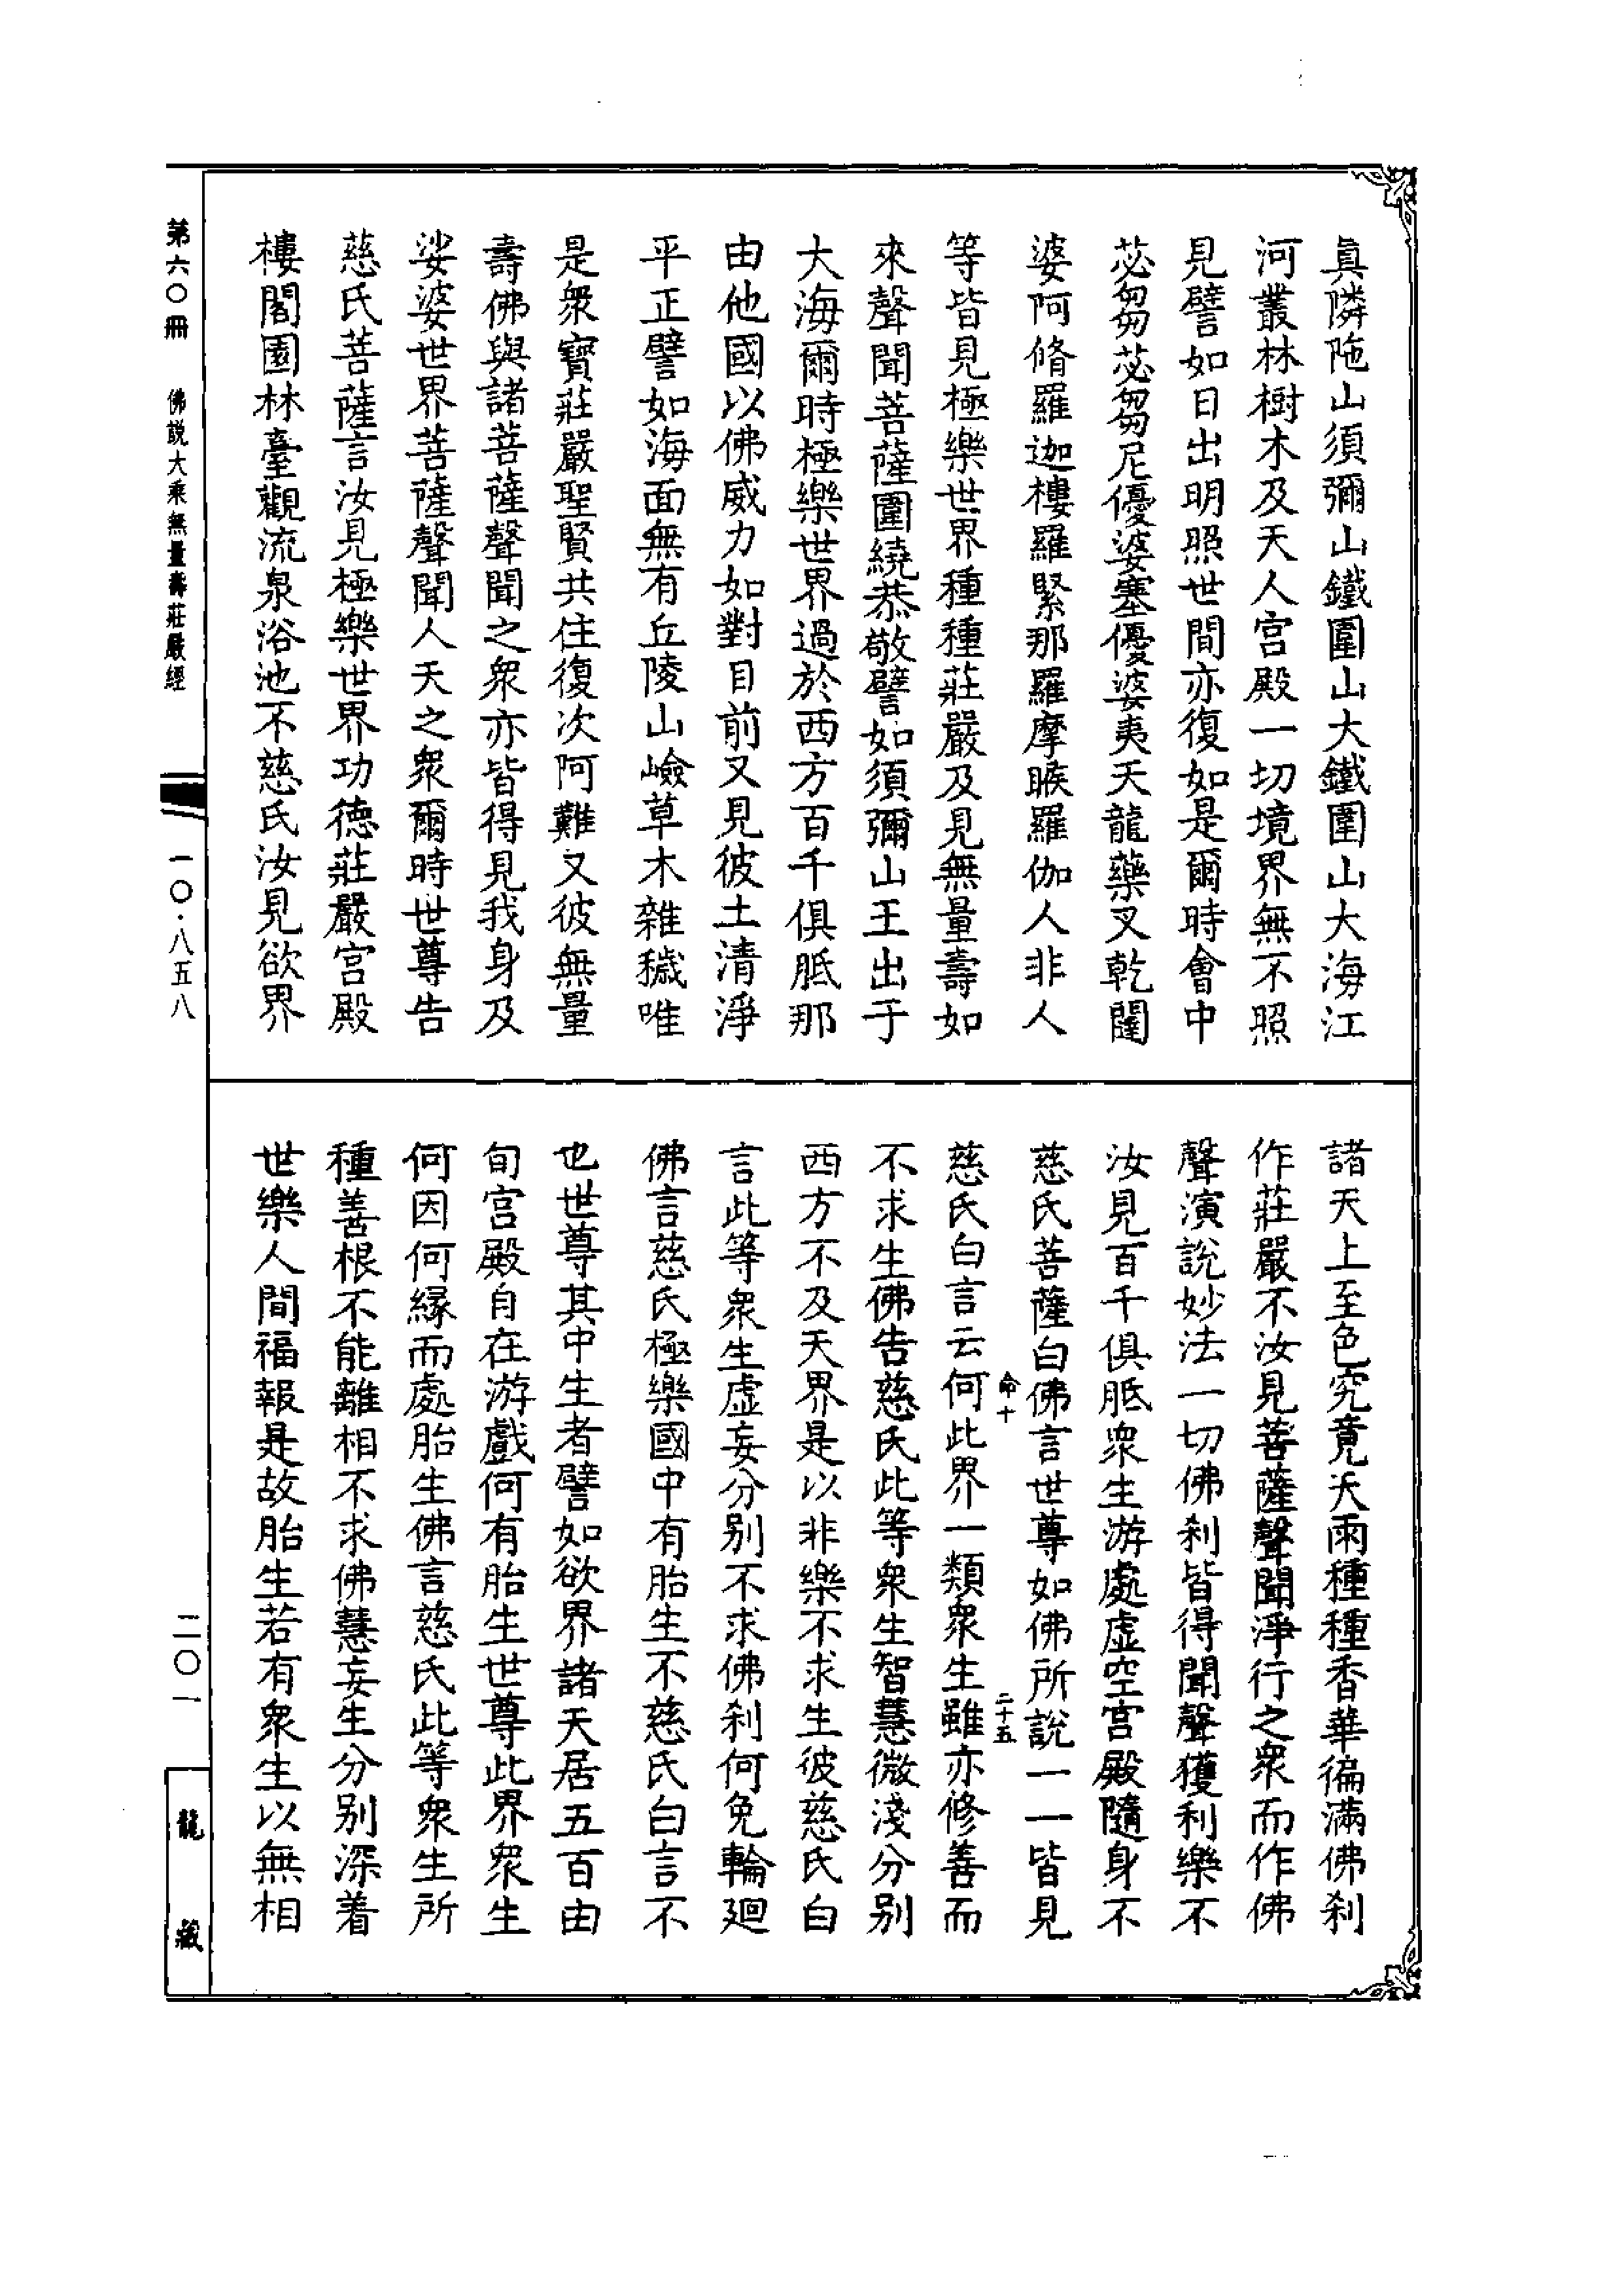 真隣陁山須彌山鐵圍山大鐵圍山大海江
河叢林樹木及天人宮殿一切境界無不照
見譬如日出明照世間亦復如是爾時會中
苾芻苾芻尼優婆塞優婆夷天龍藥叉乾闥
婆阿脩羅迦樓羅緊那羅摩睺羅伽人非人
等皆見極樂世界種種莊嚴及見無量壽如
來聲聞菩薩圍繞恭敬譬如須彌山王出于
大海爾時極樂世界過於西方百千俱胝那
由他國以佛威力如對目前又見彼土清淨
平正譬如海面無有丘陵山嶮草木雜穢唯
是衆寶莊嚴聖賢共住復次阿難又彼無量
壽佛與諸菩薩聲聞之衆亦皆得見我身及
娑婆世界菩薩聲聞人天之衆爾時世尊告
慈氏菩薩言汝見極樂世界功德莊嚴宮殿
樓閣園林臺觀流泉浴池不慈氏汝見欲界
諸天上至色究竟天雨種種香華徧滿佛刹
作莊嚴不汝見菩薩聲聞淨行之衆而作佛
聲演說妙法一切佛刹皆得聞聲獲利樂不
汝見百千俱胝衆生游處虛空宮殿隨身不
慈氏菩薩白佛言世尊如佛所說一一皆見
命十 二十五
慈氏白言云何此界一類衆生雖亦修善而
不求生佛告慈氏此等衆生智慧微淺分别
西方不及天界是以非樂不求生彼慈氏白
言此等衆生虛妄分别不求佛刹何免輪廻
佛言慈氏極樂國中有胎生不慈氏白言不
也世尊其中生者譬如欲界諸天居五百由
旬宮殿自在游戲何有胎生世尊此界衆生
何因何緣而處胎生佛言慈氏此等衆生所
種善根不能離相不求佛慧妄生分别深着
世樂人間福報是故胎生若有衆生以無相
第六〇冊 佛説大乘無量壽莊嚴經 一〇·八五八 二〇一 龍藏